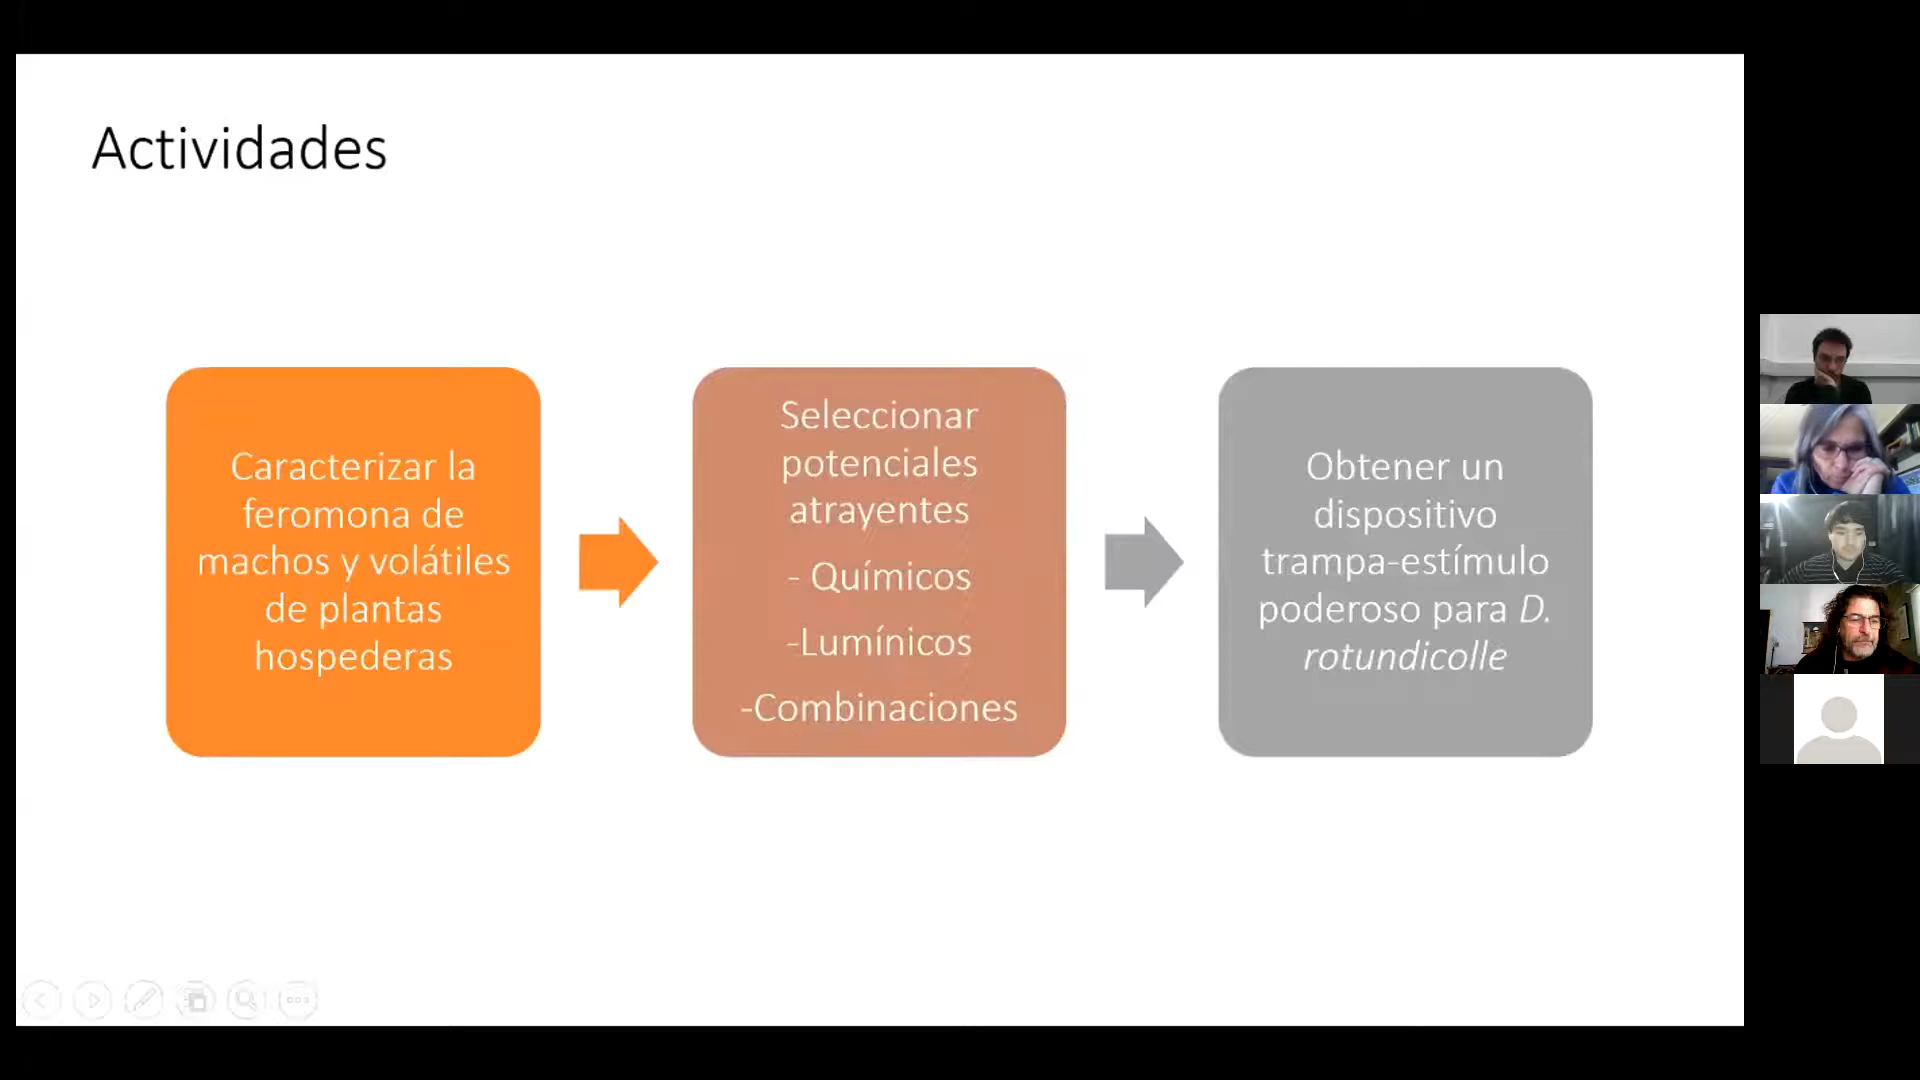 Actividades
Caracterizar la
feromona de
machos y volátiles
de plantas
hospederas
Seleccionar
potenciales
atrayentes
- Químicos
-Lumínicos
-Combinaciones
Obtener un
dispositivo
trampa-estímulo
poderoso para D.
rotundicolle